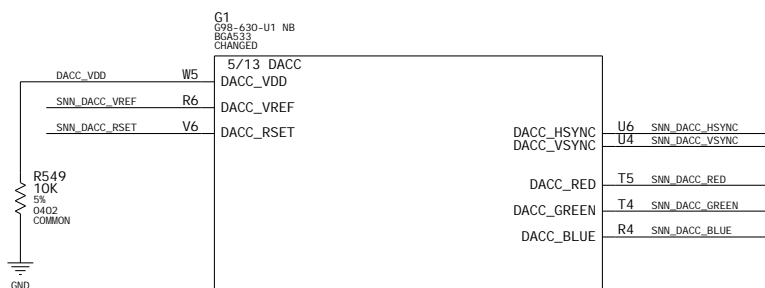 G1
G98-630-U1 NB
BGA533
CHANGED
5/13 DACC
DACC_VDD W5 DACC_VDD
SNN_DACC_VREF R6 DACC_VREF
SNN_DACC_RSET V6 DACC_RSET
DACC_HSYNC U6 SNN_DACC_HSYNC
DACC_VSYNC U4 SNN_DACC_VSYNC
R549
10K
5%
0402
COMMON
DACC_RED T5 SNN_DACC_RED
DACC_GREEN T4 SNN_DACC_GREEN
DACC_BLUE R4 SNN_DACC_BLUE
GND